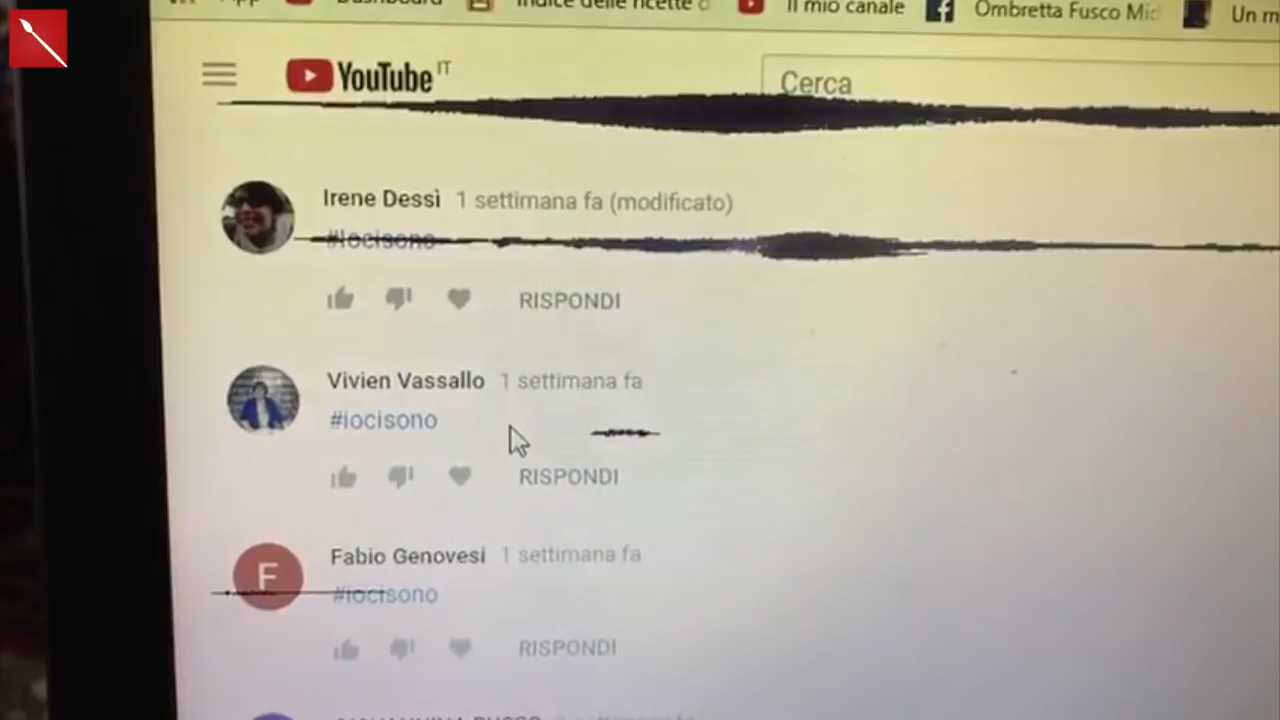 Dashboard
Indice delle ricette
Il mio canale
Ombretta Fusco
Un
YouTube IT
Cerca
Irene Dessì 1 settimana fa (modificato)
#Iocisono
RISPONDI
Vivien Vassallo 1 settimana fa
#iocisono
RISPONDI
F
Fabio Genovesi 1 settimana fa
#iocisono
RISPONDI